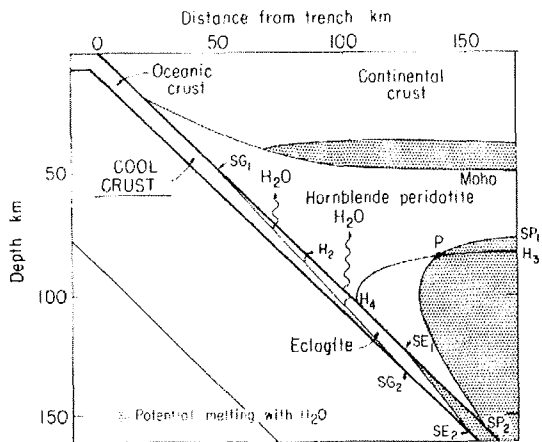 Distance from trench km
0 50 100 150
Oceanic crust
Continental crust
COOL CRUST
SG1
50
H2O
Moho
Hornblende peridotite
H2O
Depth km
H2
P
SP1
H3
100
H4
Eclogite
SE1
SG2
Potential melting with H2O
SP2
150
SE2